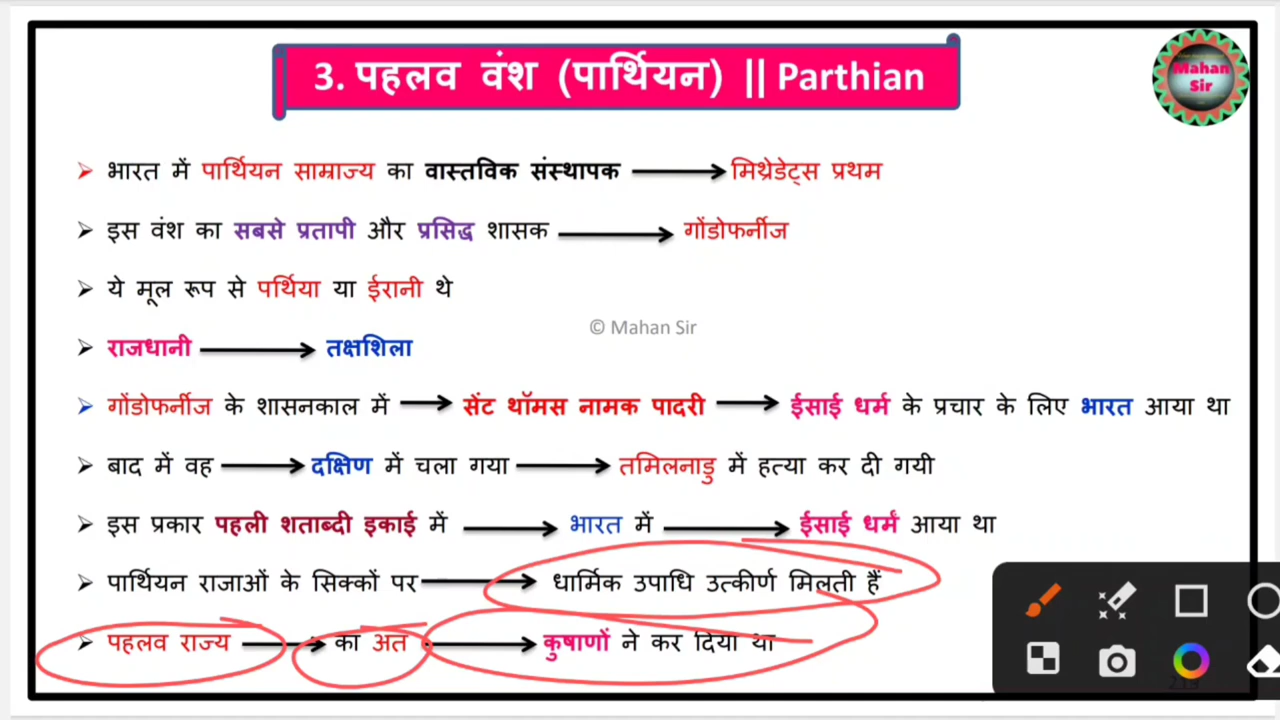 3. पहलव वंश (पार्थियन) || Parthian
Mahan
Sir
➢ भारत में पार्थियन साम्राज्य का वास्तविक संस्थापक ⟶ मिथ्रेडेट्स प्रथम
➢ इस वंश का सबसे प्रतापी और प्रसिद्ध शासक ⟶ गोंडोफर्नीज
➢ ये मूल रूप से पर्थिया या ईरानी थे
© Mahan Sir
➢ राजधानी ⟶ तक्षशिला
➢ गोंडोफर्नीज के शासनकाल में ⟶ सेंट थॉमस नामक पादरी ⟶ ईसाई धर्म के प्रचार के लिए भारत आया था
➢ बाद में वह ⟶ दक्षिण में चला गया ⟶ तमिलनाडु में हत्या कर दी गयी
➢ इस प्रकार पहली शताब्दी इकाई में ⟶ भारत में ⟶ ईसाई धर्म आया था
➢ पार्थियन राजाओं के सिक्कों पर ⟶ धार्मिक उपाधि उत्कीर्ण मिलती हैं
➢ पहलव राज्य ⟶ का अंत ⟶ कुषाणों ने कर दिया था